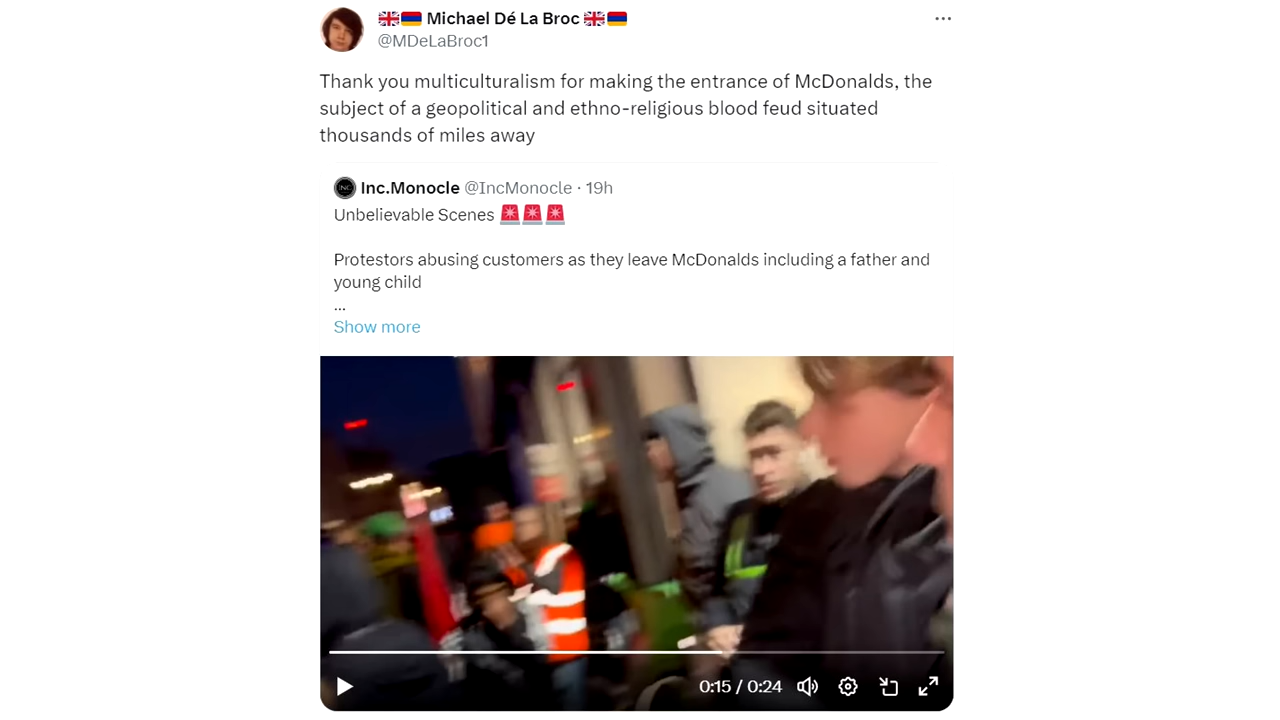 Michael Dé La Broc
@MDeLaBroc1
Thank you multiculturalism for making the entrance of McDonalds, the
subject of a geopolitical and ethno-religious blood feud situated
thousands of miles away
INC Inc.Monocle @IncMonocle · 19h
Unbelievable Scenes
Protestors abusing customers as they leave McDonalds including a father and
young child
...
Show more
0:15 / 0:24